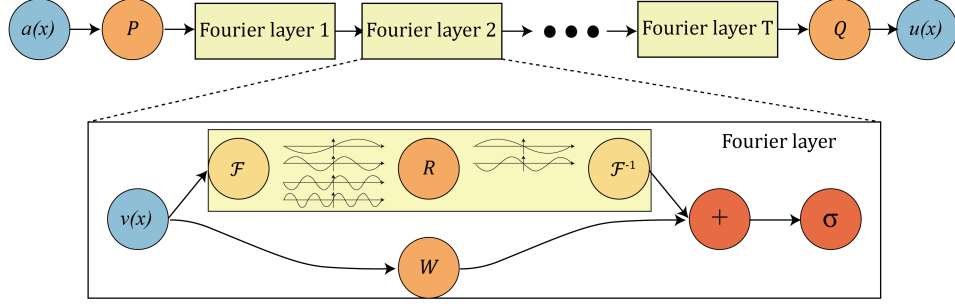 a(x) P Fourier layer 1 Fourier layer 2 Fourier layer T Q u(x)
Fourier layer
v(x) ℱ R ℱ⁻¹ + σ
W